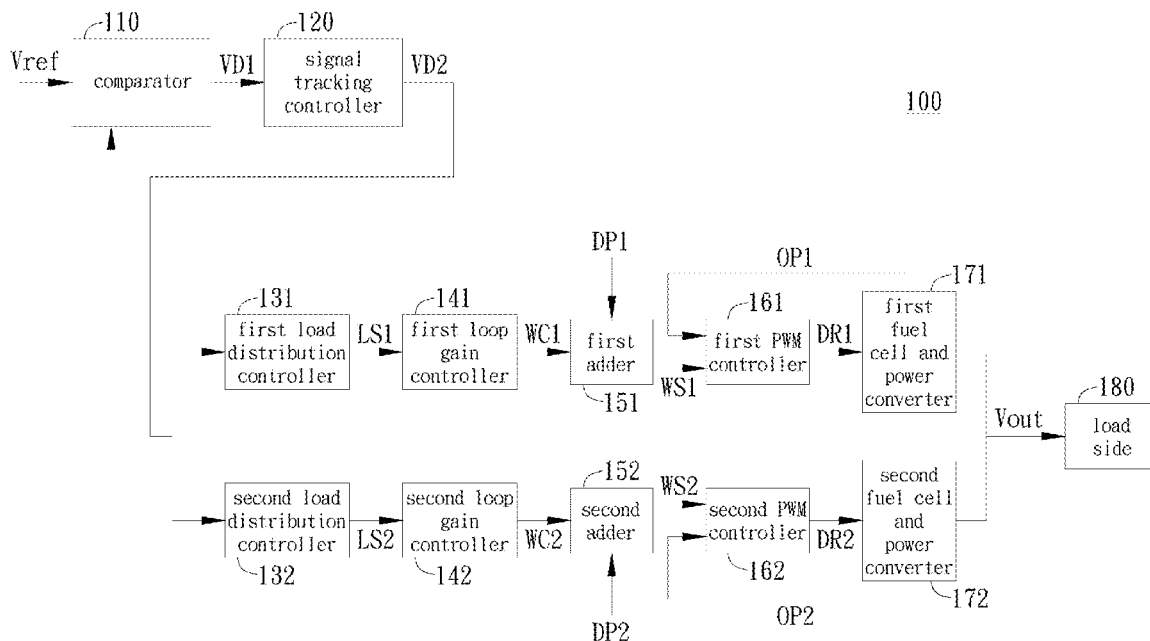 110
120
Vref
comparator
VD1
signal
tracking
controller
VD2
100
DP1
OP1
131
first load
distribution
controller
LS1
141
first loop
gain
controller
WC1
first
adder
151
WS1
161
first PWM
controller
DR1
171
first
fuel
cell and
power
converter
Vout
180
load
side
second load
distribution
controller
132
LS2
second loop
gain
controller
142
WC2
152
second
adder
DP2
WS2
second PWM
controller
162
OP2
DR2
second
fuel cell
and
power
converter
172